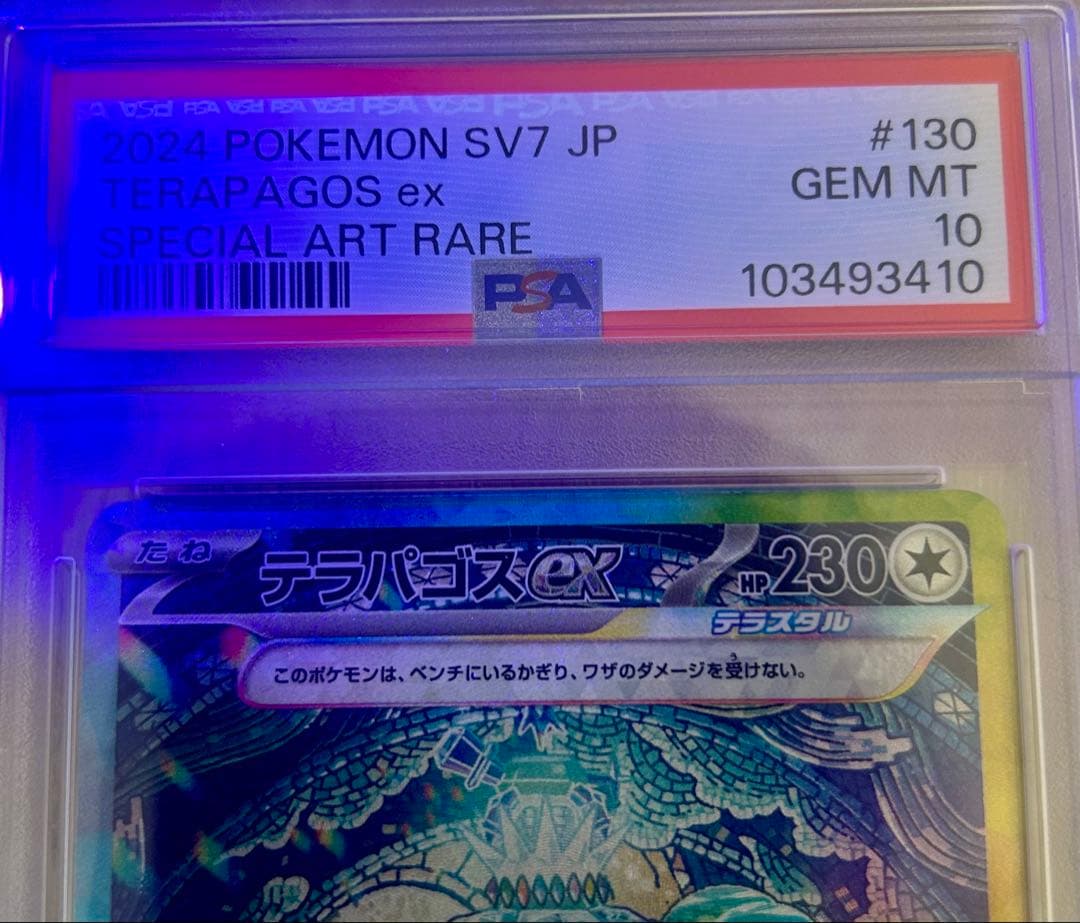 2024 POKEMON SV7 JP #130
TERAPAGOS ex GEM MT
SPECIAL ART RARE 10
PSA 103493410
たね テラパゴスex HP230
テラスタル
このポケモンは、ベンチにいるかぎり、ワザのダメージを受けない。